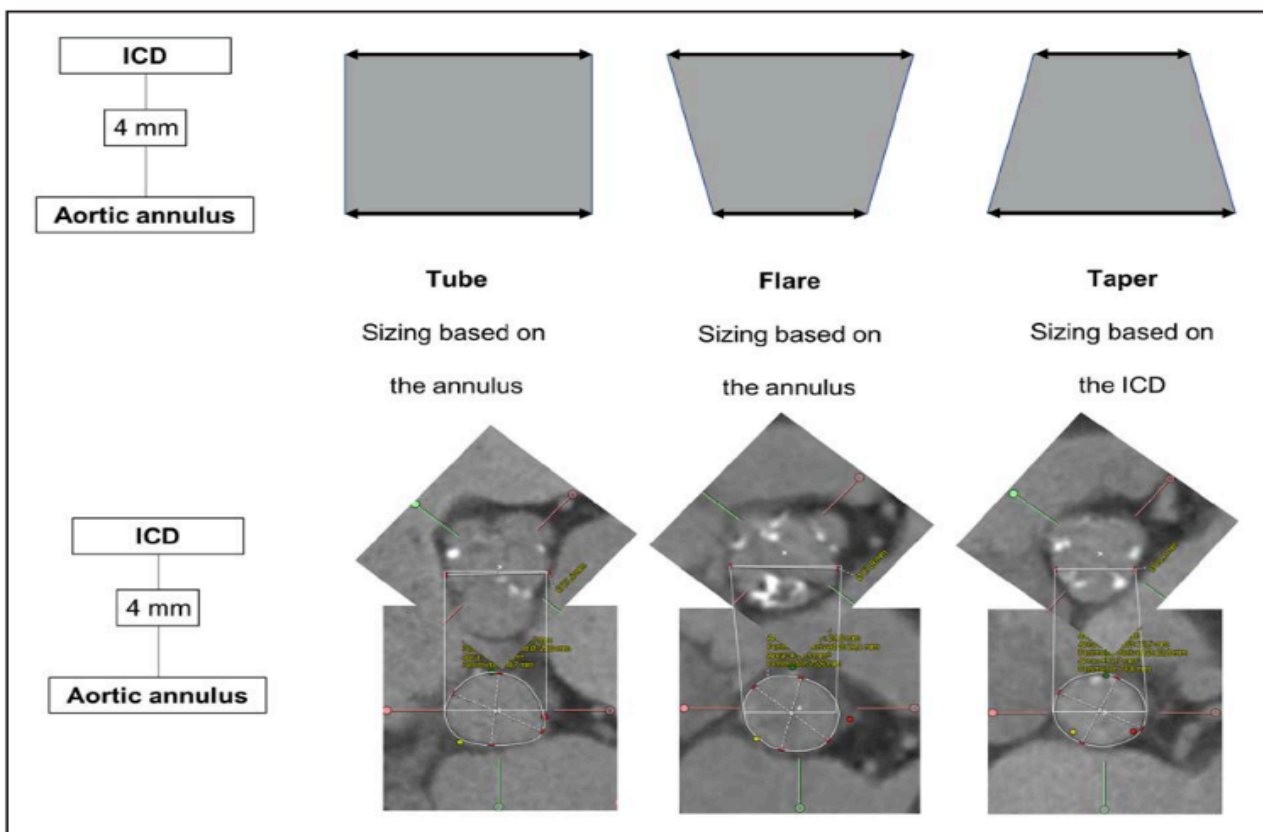 ICD
4 mm
Aortic annulus
Tube
Flare
Taper
Sizing based on
the annulus
Sizing based on
the annulus
Sizing based on
the ICD
ICD
4 mm
Aortic annulus